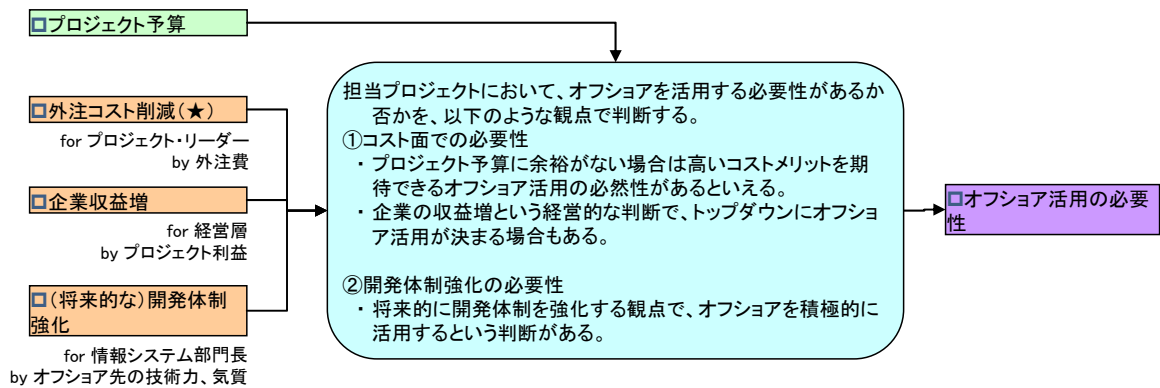 プロジェクト予算
外注コスト削減(★)
for プロジェクト・リーダー
by 外注費
企業収益増
for 経営層
by プロジェクト利益
(将来的な)開発体制
強化
for 情報システム部門長
by オフショア先の技術力、気質
担当プロジェクトにおいて、オフショアを活用する必要性があるか
否かを、以下のような観点で判断する。
①コスト面での必要性
・ プロジェクト予算に余裕がない場合は高いコストメリットを期
待できるオフショア活用の必然性があるといえる。
・ 企業の収益増という経営的な判断で、トップダウンにオフショ
ア活用が決まる場合もある。
②開発体制強化の必要性
・ 将来的に開発体制を強化する観点で、オフショアを積極的に
活用するという判断がある。
オフショア活用の必要
性